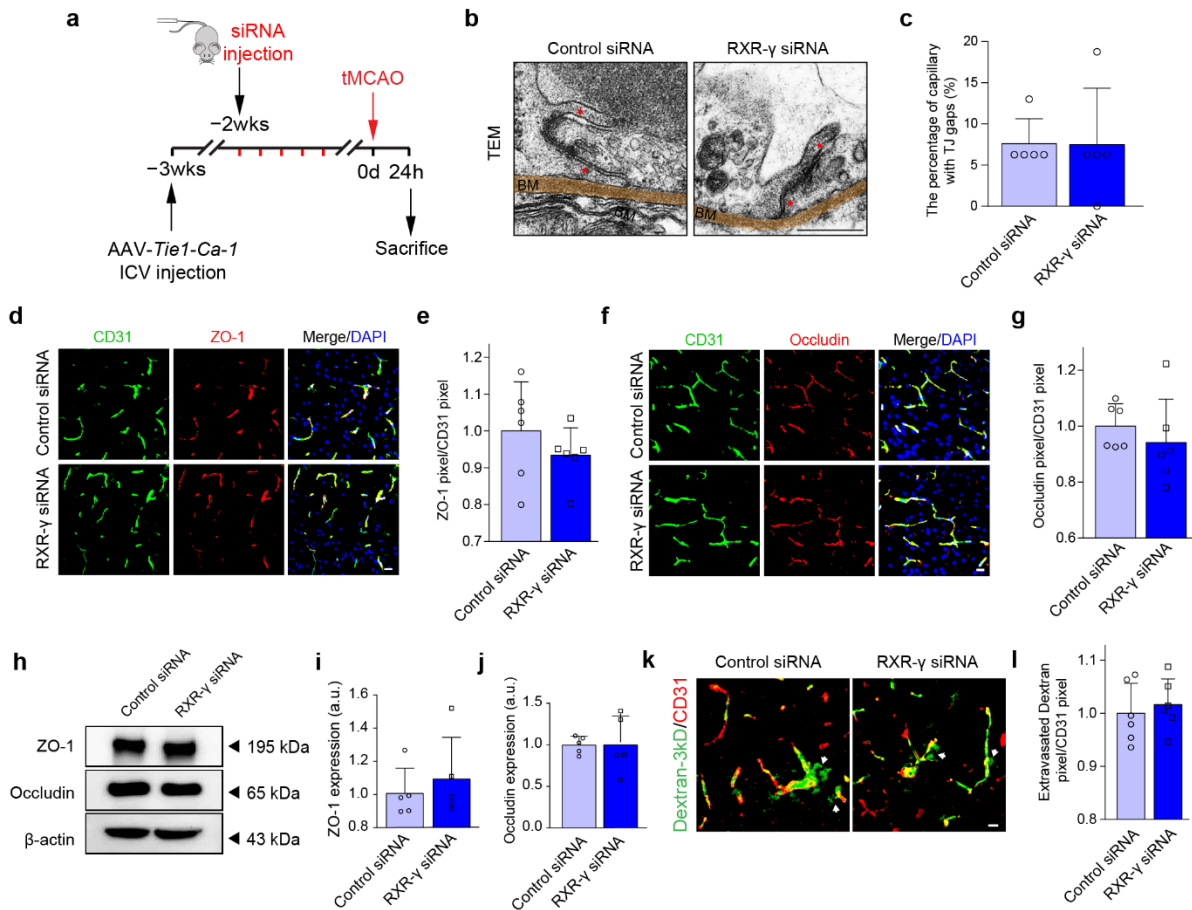 a
siRNA
injection
tMCAO
−2wks
−3wks
0d 24h
AAV-Tie1-Ca-1
ICV injection
Sacrifice
b
Control siRNA RXR-γ siRNA
TEM
BM
BM
BM
c
The percentage of capillary
with TJ gaps (%)
20
15
10
5
0
Control siRNA
RXR-γ siRNA
d
CD31 ZO-1 Merge/DAPI
Control siRNA
RXR-γ siRNA
e
ZO-1 pixel/CD31 pixel
1.2
1.1
1.0
0.9
0.8
0.7
Control siRNA
RXR-γ siRNA
f
CD31 Occludin Merge/DAPI
Control siRNA
RXR-γ siRNA
g
Occludin pixel/CD31 pixel
1.2
1.0
0.8
0.6
Control siRNA
RXR-γ siRNA
h
Control siRNA
RXR-γ siRNA
ZO-1 195 kDa
Occludin 65 kDa
β-actin 43 kDa
i
ZO-1 expression (a.u.)
1.8
1.6
1.4
1.2
1.0
0.8
Control siRNA
RXR-γ siRNA
j
Occludin expression (a.u.)
1.5
1.0
0.5
0.0
Control siRNA
RXR-γ siRNA
k
Control siRNA RXR-γ siRNA
Dextran-3kD/CD31
l
Extravasated Dextran
pixel/CD31 pixel
1.1
1.0
0.9
0.8
Control siRNA
RXR-γ siRNA